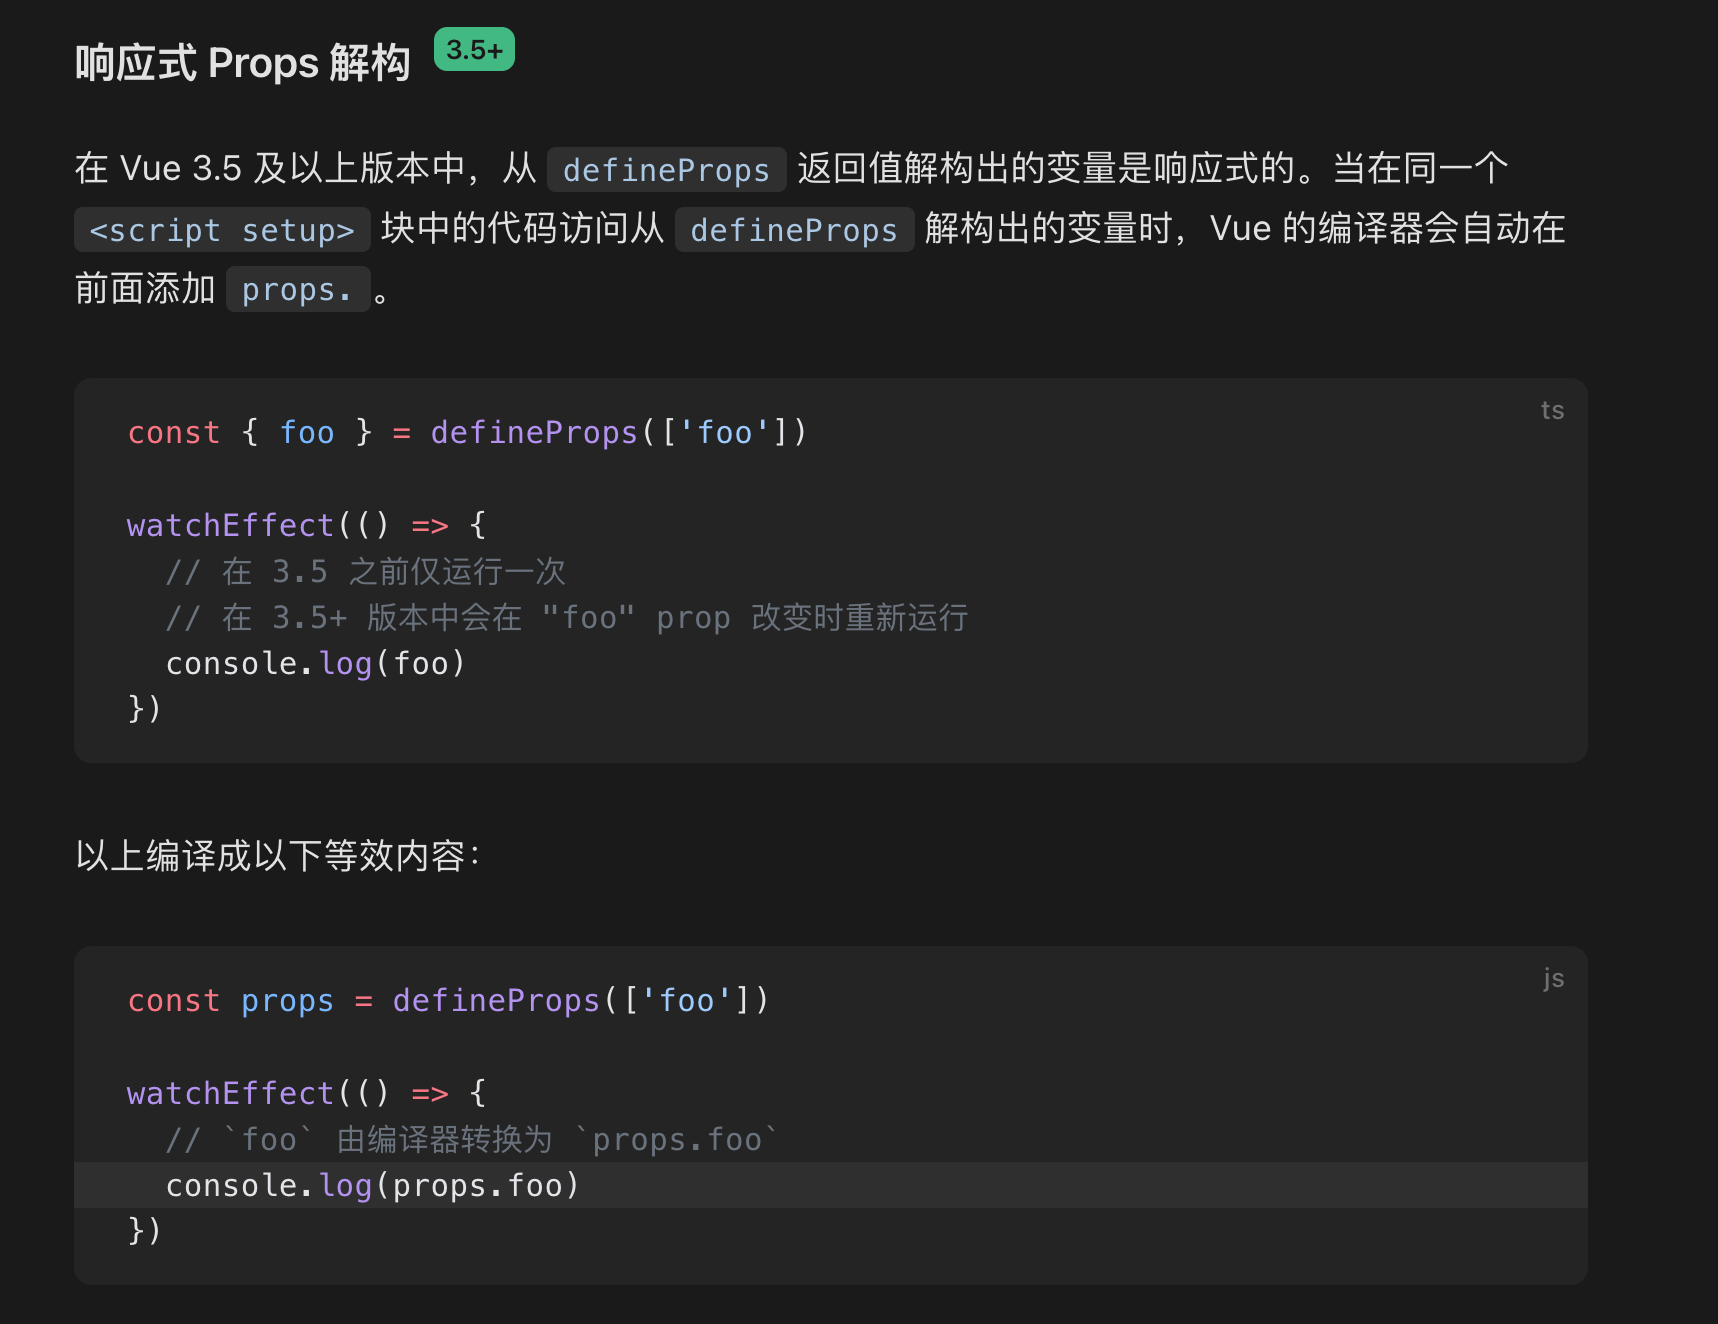 响应式 Props 解构 3.5+
在 Vue 3.5 及以上版本中，从 defineProps 返回值解构出的变量是响应式的。当在同一个
<script setup> 块中的代码访问从 defineProps 解构出的变量时，Vue 的编译器会自动在
前面添加 props. 。
ts
const { foo } = defineProps(['foo'])
watchEffect(() => {
  // 在 3.5 之前仅运行一次
  // 在 3.5+ 版本中会在 "foo" prop 改变时重新运行
  console.log(foo)
})
以上编译成以下等效内容：
js
const props = defineProps(['foo'])
watchEffect(() => {
  // `foo` 由编译器转换为 `props.foo`
  console.log(props.foo)
})